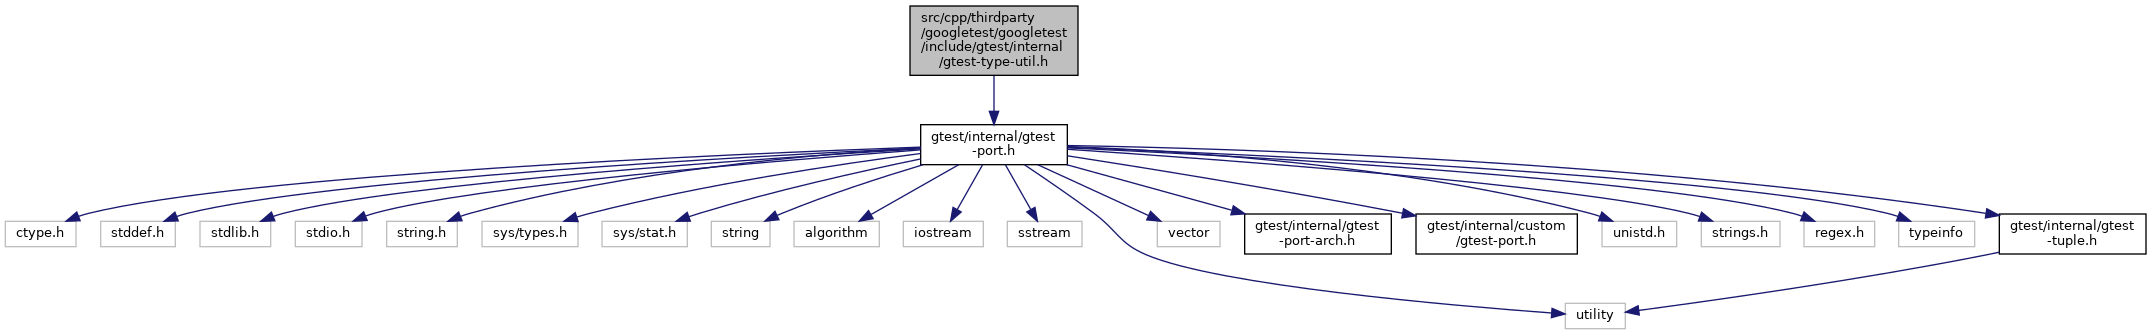 src/cpp/thirdparty
/googletest/googletest
/include/gtest/internal
/gtest-type-util.h
gtest/internal/gtest
-port.h
ctype.h
stddef.h
stdlib.h
stdio.h
string.h
sys/types.h
sys/stat.h
string
algorithm
iostream
sstream
vector
gtest/internal/gtest
-port-arch.h
gtest/internal/custom
/gtest-port.h
unistd.h
strings.h
regex.h
typeinfo
gtest/internal/gtest
-tuple.h
utility